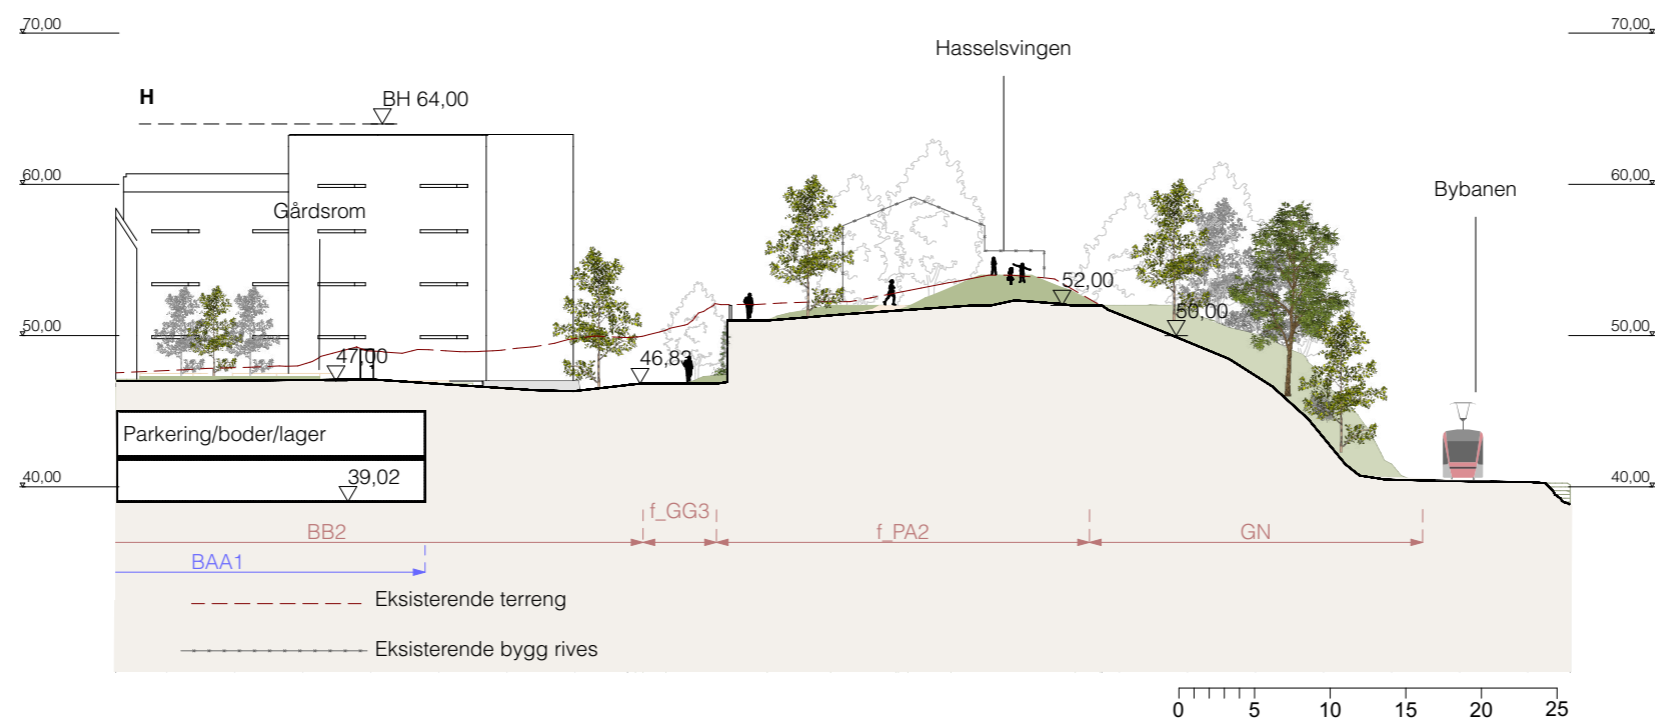 70,00
70,00
Hasselsvingen
H
BH 64,00
60,00
60,00
Bybanen
Gårdsrom
52,00
50,00
50,00
50,00
47,00
46,83
Parkering/boder/lager
39,02
40,00
40,00
f_GG3
BB2
f_PA2
GN
BAA1
Eksisterende terreng
Eksisterende bygg rives
0 5 10 15 20 25